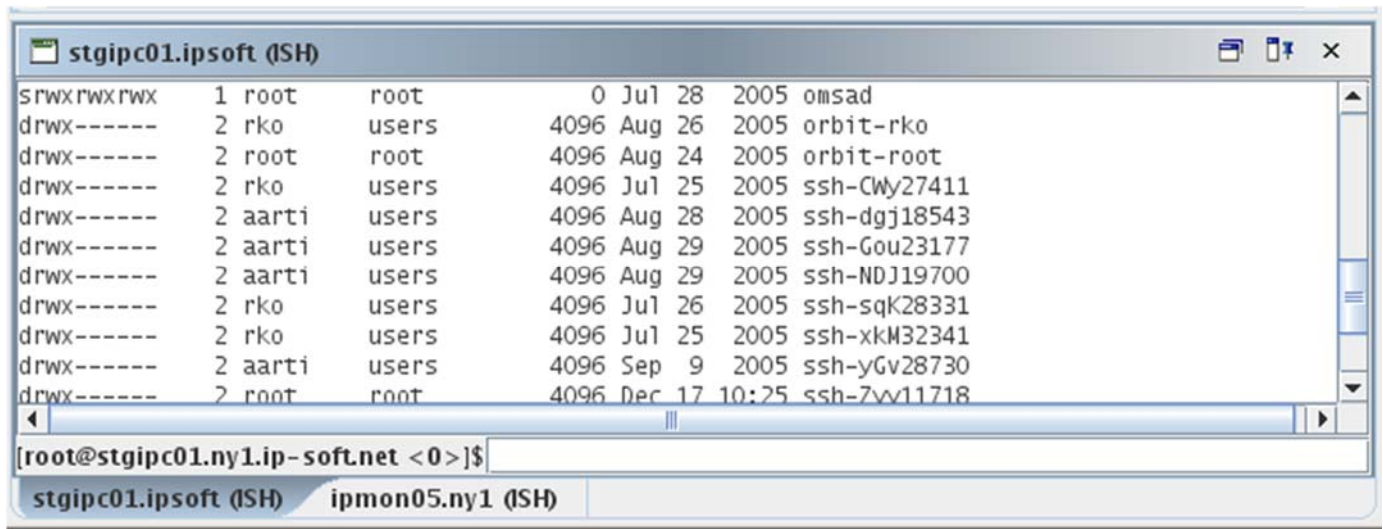 stgipc01.ipsoft (ISH)
srwxrwxrwx 1 root root 0 Jul 28 2005 omsad
drwx------ 2 rko users 4096 Aug 26 2005 orbit-rko
drwx------ 2 root root 4096 Aug 24 2005 orbit-root
drwx------ 2 rko users 4096 Jul 25 2005 ssh-CWy27411
drwx------ 2 aarti users 4096 Aug 28 2005 ssh-dgj18543
drwx------ 2 aarti users 4096 Aug 29 2005 ssh-Gou23177
drwx------ 2 aarti users 4096 Aug 29 2005 ssh-NDJ19700
drwx------ 2 rko users 4096 Jul 26 2005 ssh-sqK28331
drwx------ 2 rko users 4096 Jul 25 2005 ssh-xkM32341
drwx------ 2 aarti users 4096 Sep 9 2005 ssh-yGv28730
drwx------ 2 root root 4096 Dec 17 10:25
[root@stgipc01.ny1.ip-soft.net <0>]$
stgipc01.ipsoft (ISH) ipmon05.ny1 (ISH)